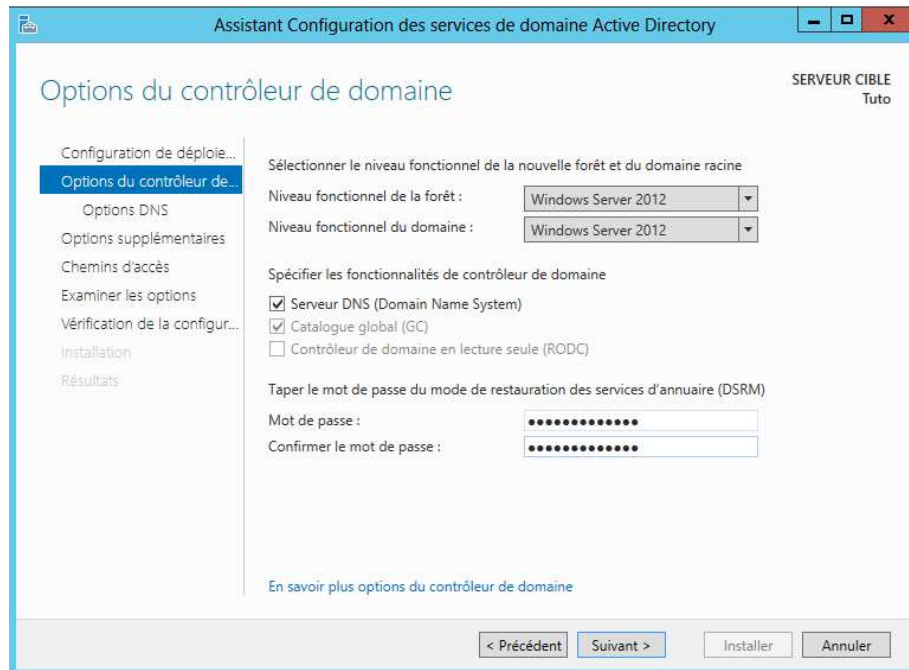 Assistant Configuration des services de domaine Active Directory
Options du contrôleur de domaine
SERVEUR CIBLE
Tuto
Configuration de déploie...
Options du contrôleur de...
Options DNS
Options supplémentaires
Chemins d'accès
Examiner les options
Vérification de la configur...
Installation
Résultats
Sélectionner le niveau fonctionnel de la nouvelle forêt et du domaine racine
Niveau fonctionnel de la forêt : Windows Server 2012
Niveau fonctionnel du domaine : Windows Server 2012
Spécifier les fonctionnalités de contrôleur de domaine
Serveur DNS (Domain Name System)
Catalogue global (GC)
Contrôleur de domaine en lecture seule (RODC)
Taper le mot de passe du mode de restauration des services d'annuaire (DSRM)
Mot de passe : •••••••••••••
Confirmer le mot de passe : •••••••••••••
En savoir plus options du contrôleur de domaine
< Précédent Suivant > Installer Annuler